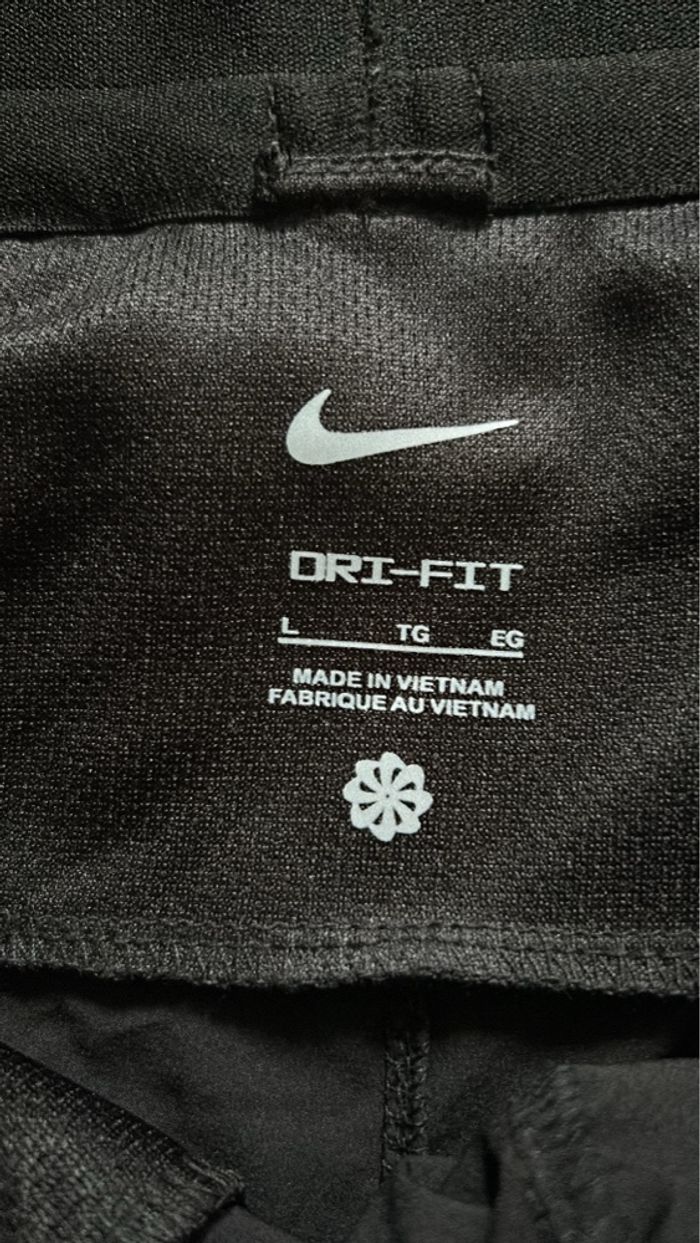 DRI-FIT
L TG EG
MADE IN VIETNAM
FABRIQUE AU VIETNAM